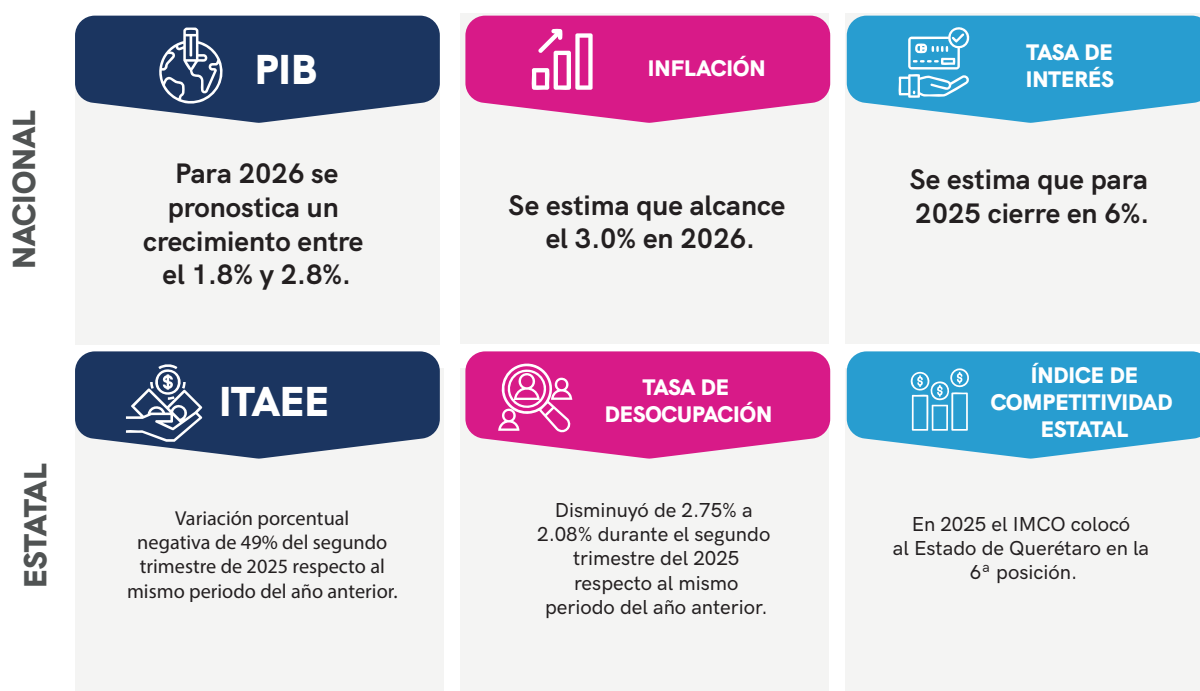 NACIONAL
PIB
Para 2026 se
pronostica un
crecimiento entre
el 1.8% y 2.8%.
INFLACIÓN
Se estima que alcance
el 3.0% en 2026.
TASA DE
INTERÉS
Se estima que para
2025 cierre en 6%.
ESTATAL
ITAEE
Variación porcentual
negativa de 49% del segundo
trimestre de 2025 respecto al
mismo periodo del año anterior.
TASA DE
DESOCUPACIÓN
Disminuyó de 2.75% a
2.08% durante el segundo
trimestre del 2025
respecto al mismo
periodo del año anterior.
ÍNDICE DE
COMPETITIVIDAD
ESTATAL
En 2025 el IMCO colocó
al Estado de Querétaro en la
6ª posición.